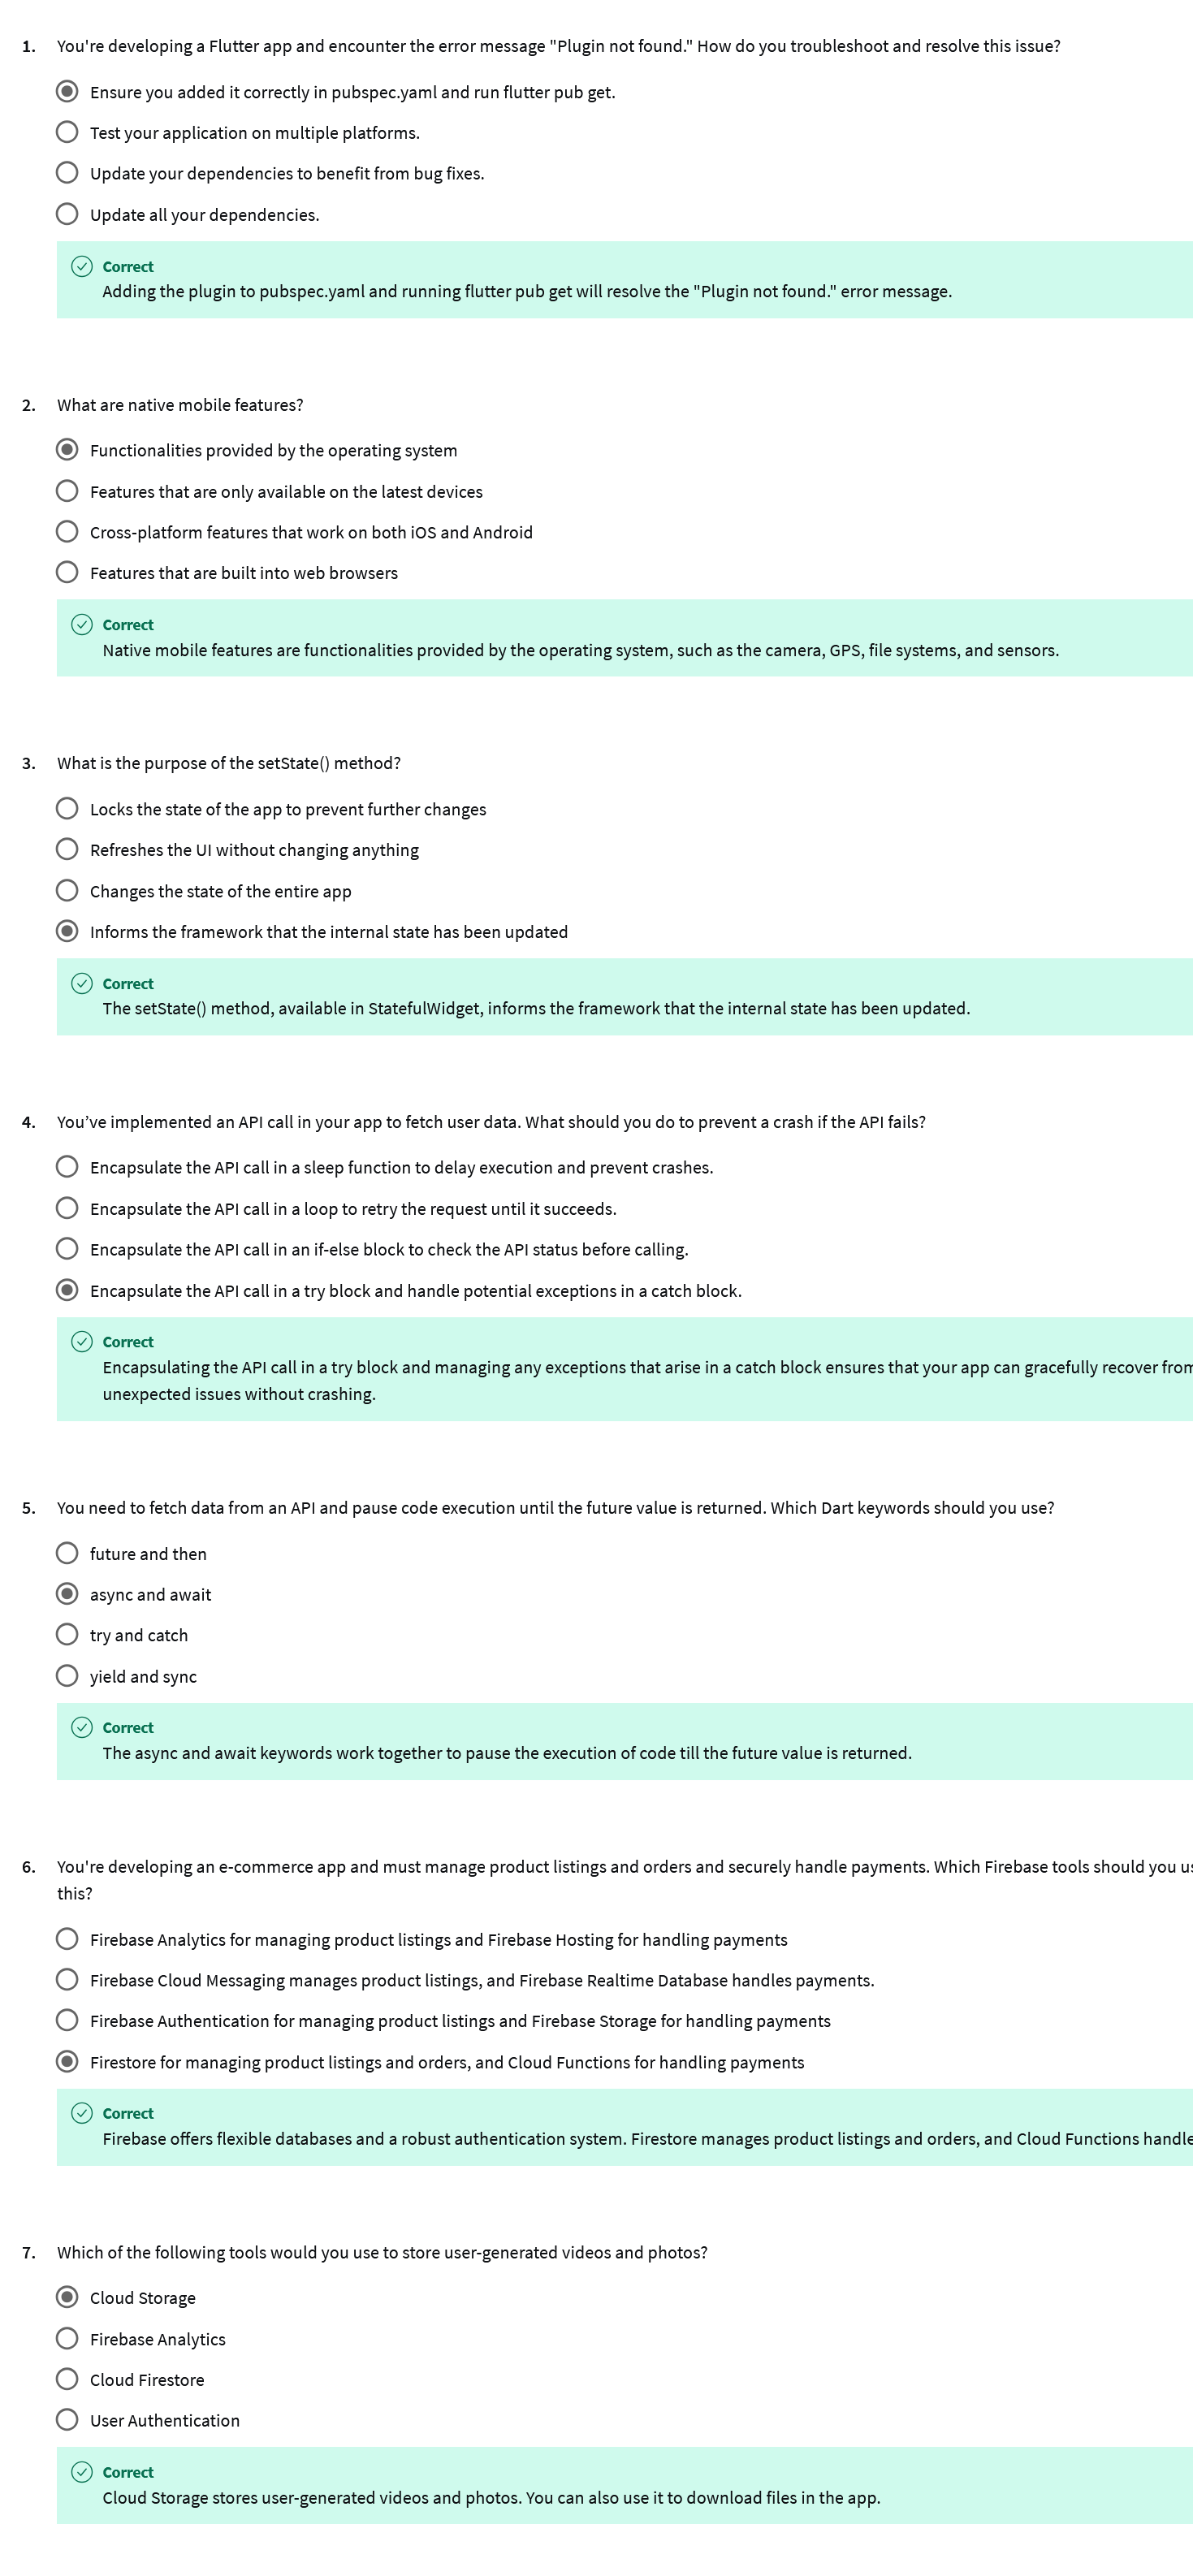 1. You're developing a Flutter app and encounter the error message "Plugin not found." How do you troubleshoot and resolve this issue?
Ensure you added it correctly in pubspec.yaml and run flutter pub get.
Test your application on multiple platforms.
Update your dependencies to benefit from bug fixes.
Update all your dependencies.
Correct
Adding the plugin to pubspec.yaml and running flutter pub get will resolve the "Plugin not found." error message.
2. What are native mobile features?
Functionalities provided by the operating system
Features that are only available on the latest devices
Cross-platform features that work on both iOS and Android
Features that are built into web browsers
Correct
Native mobile features are functionalities provided by the operating system, such as the camera, GPS, file systems, and sensors.
3. What is the purpose of the setState() method?
Locks the state of the app to prevent further changes
Refreshes the UI without changing anything
Changes the state of the entire app
Informs the framework that the internal state has been updated
Correct
The setState() method, available in StatefulWidget, informs the framework that the internal state has been updated.
4. You’ve implemented an API call in your app to fetch user data. What should you do to prevent a crash if the API fails?
Encapsulate the API call in a sleep function to delay execution and prevent crashes.
Encapsulate the API call in a loop to retry the request until it succeeds.
Encapsulate the API call in an if-else block to check the API status before calling.
Encapsulate the API call in a try block and handle potential exceptions in a catch block.
Correct
Encapsulating the API call in a try block and managing any exceptions that arise in a catch block ensures that your app can gracefully recover from
unexpected issues without crashing.
5. You need to fetch data from an API and pause code execution until the future value is returned. Which Dart keywords should you use?
future and then
async and await
try and catch
yield and sync
Correct
The async and await keywords work together to pause the execution of code till the future value is returned.
6. You're developing an e-commerce app and must manage product listings and orders and securely handle payments. Which Firebase tools should you
this?
Firebase Analytics for managing product listings and Firebase Hosting for handling payments
Firebase Cloud Messaging manages product listings, and Firebase Realtime Database handles payments.
Firebase Authentication for managing product listings and Firebase Storage for handling payments
Firestore for managing product listings and orders, and Cloud Functions for handling payments
Correct
Firebase offers flexible databases and a robust authentication system. Firestore manages product listings and orders, and Cloud Functions handle
7. Which of the following tools would you use to store user-generated videos and photos?
Cloud Storage
Firebase Analytics
Cloud Firestore
User Authentication
Correct
Cloud Storage stores user-generated videos and photos. You can also use it to download files in the app.